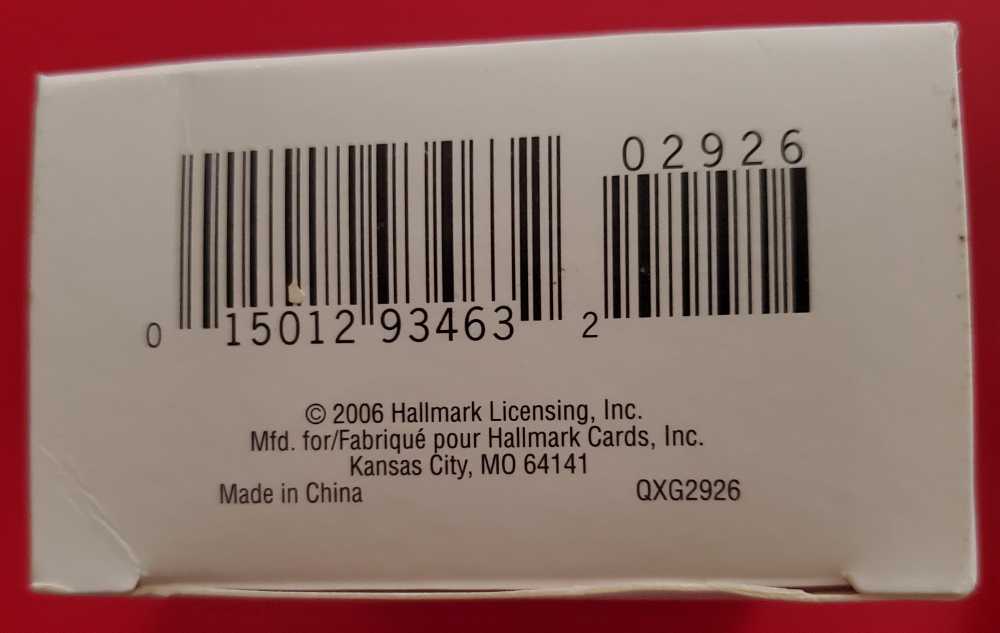 02926
0 15012 93463 2
© 2006 Hallmark Licensing, Inc.
Mfd. for/Fabriqué pour Hallmark Cards, Inc.
Kansas City, MO 64141
Made in China QXG2926